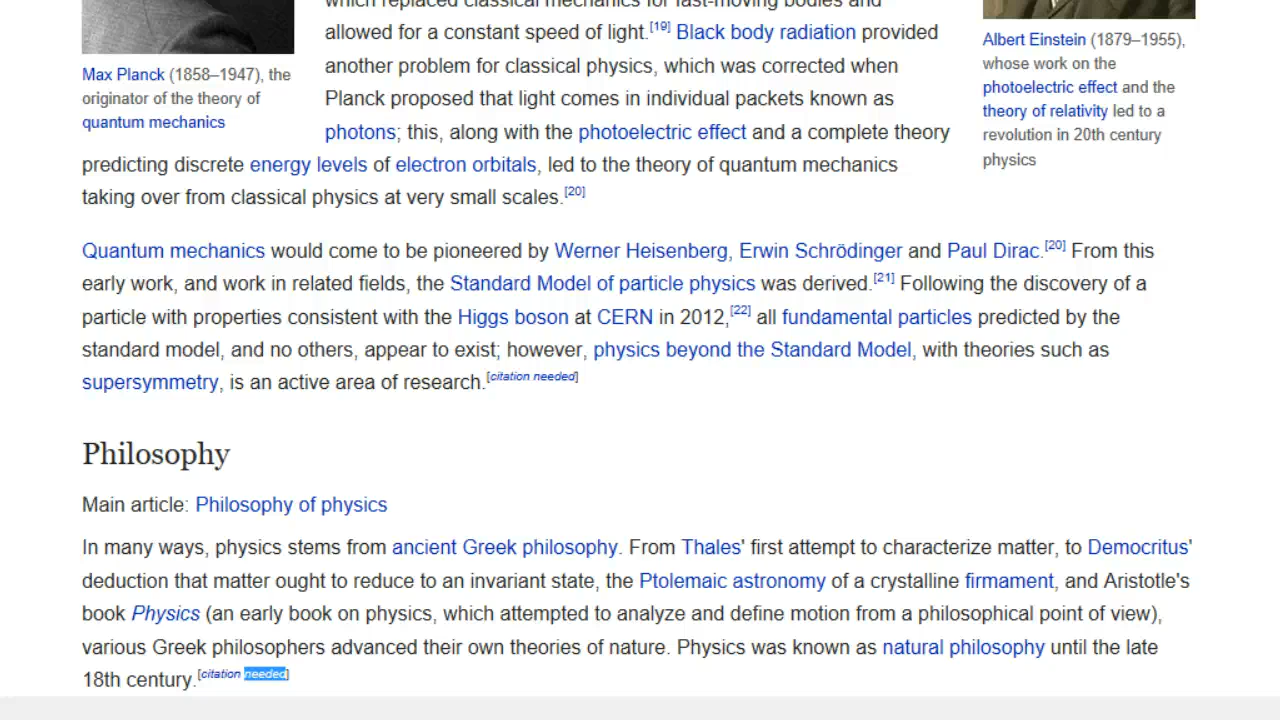 which replaced classical mechanics for fast-moving bodies and
allowed for a constant speed of light.[19] Black body radiation provided
another problem for classical physics, which was corrected when
Planck proposed that light comes in individual packets known as
photons; this, along with the photoelectric effect and a complete theory
predicting discrete energy levels of electron orbitals, led to the theory of quantum mechanics
taking over from classical physics at very small scales.[20]
Max Planck (1858–1947), the
originator of the theory of
quantum mechanics
Albert Einstein (1879–1955),
whose work on the
photoelectric effect and the
theory of relativity led to a
revolution in 20th century
physics
Quantum mechanics would come to be pioneered by Werner Heisenberg, Erwin Schrödinger and Paul Dirac.[20] From this
early work, and work in related fields, the Standard Model of particle physics was derived.[21] Following the discovery of a
particle with properties consistent with the Higgs boson at CERN in 2012,[22] all fundamental particles predicted by the
standard model, and no others, appear to exist; however, physics beyond the Standard Model, with theories such as
supersymmetry, is an active area of research.[citation needed]
Philosophy
Main article: Philosophy of physics
In many ways, physics stems from ancient Greek philosophy. From Thales' first attempt to characterize matter, to Democritus'
deduction that matter ought to reduce to an invariant state, the Ptolemaic astronomy of a crystalline firmament, and Aristotle's
book Physics (an early book on physics, which attempted to analyze and define motion from a philosophical point of view),
various Greek philosophers advanced their own theories of nature. Physics was known as natural philosophy until the late
18th century.[citation needed]